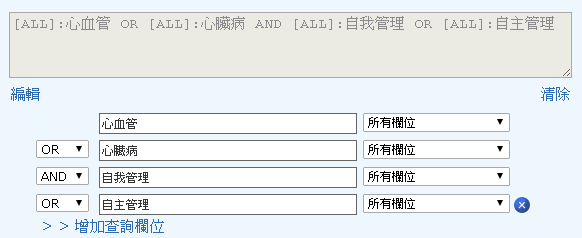 [ALL]:心血管 OR [ALL]:心臟病 AND [ALL]:自我管理 OR [ALL]:自主管理
編輯 清除
心血管 所有欄位
OR 心臟病 所有欄位
AND 自我管理 所有欄位
OR 自主管理 所有欄位
> > 增加查詢欄位